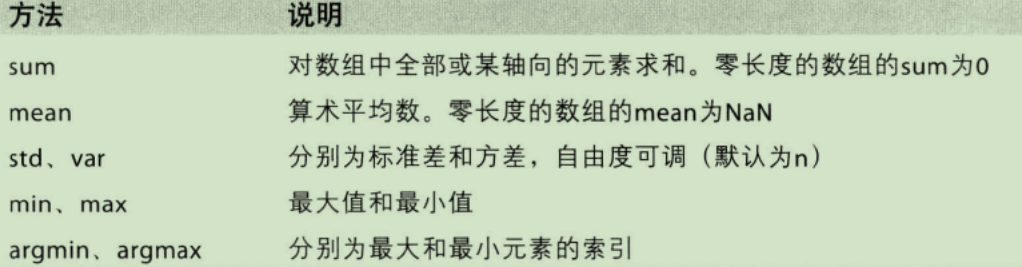 方法 说明
sum 对数组中全部或某轴向的元素求和。零长度的数组的sum为0
mean 算术平均数。零长度的数组的mean为NaN
std、var 分别为标准差和方差，自由度可调（默认为n）
min、max 最大值和最小值
argmin、argmax 分别为最大和最小元素的索引